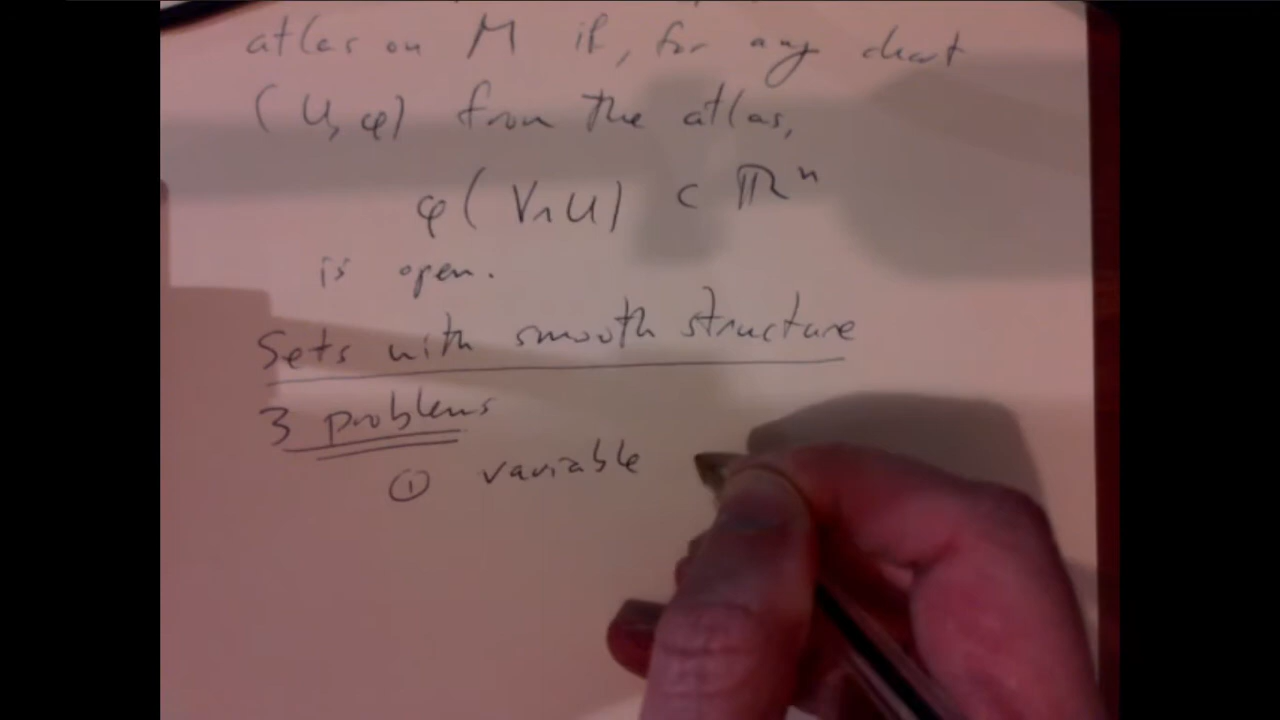 atlas on M if, for any chart
(U, φ) from the atlas,
φ(V∩U) ⊂ ℝⁿ
is open.
Sets with smooth structure
3 problems
① variable